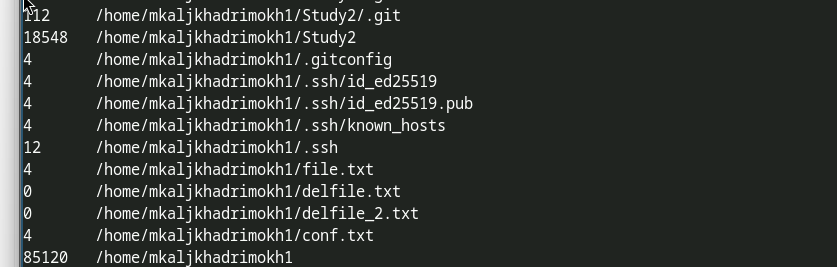 112 /home/mkaljkhadrimokh1/Study2/.git
18548 /home/mkaljkhadrimokh1/Study2
4 /home/mkaljkhadrimokh1/.gitconfig
4 /home/mkaljkhadrimokh1/.ssh/id_ed25519
4 /home/mkaljkhadrimokh1/.ssh/id_ed25519.pub
4 /home/mkaljkhadrimokh1/.ssh/known_hosts
12 /home/mkaljkhadrimokh1/.ssh
4 /home/mkaljkhadrimokh1/file.txt
0 /home/mkaljkhadrimokh1/delfile.txt
0 /home/mkaljkhadrimokh1/delfile_2.txt
4 /home/mkaljkhadrimokh1/conf.txt
85120 /home/mkaljkhadrimokh1